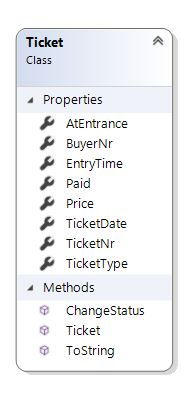 Ticket
Class
Properties
AtEntrance
BuyerNr
EntryTime
Paid
Price
TicketDate
TicketNr
TicketType
Methods
ChangeStatus
Ticket
ToString